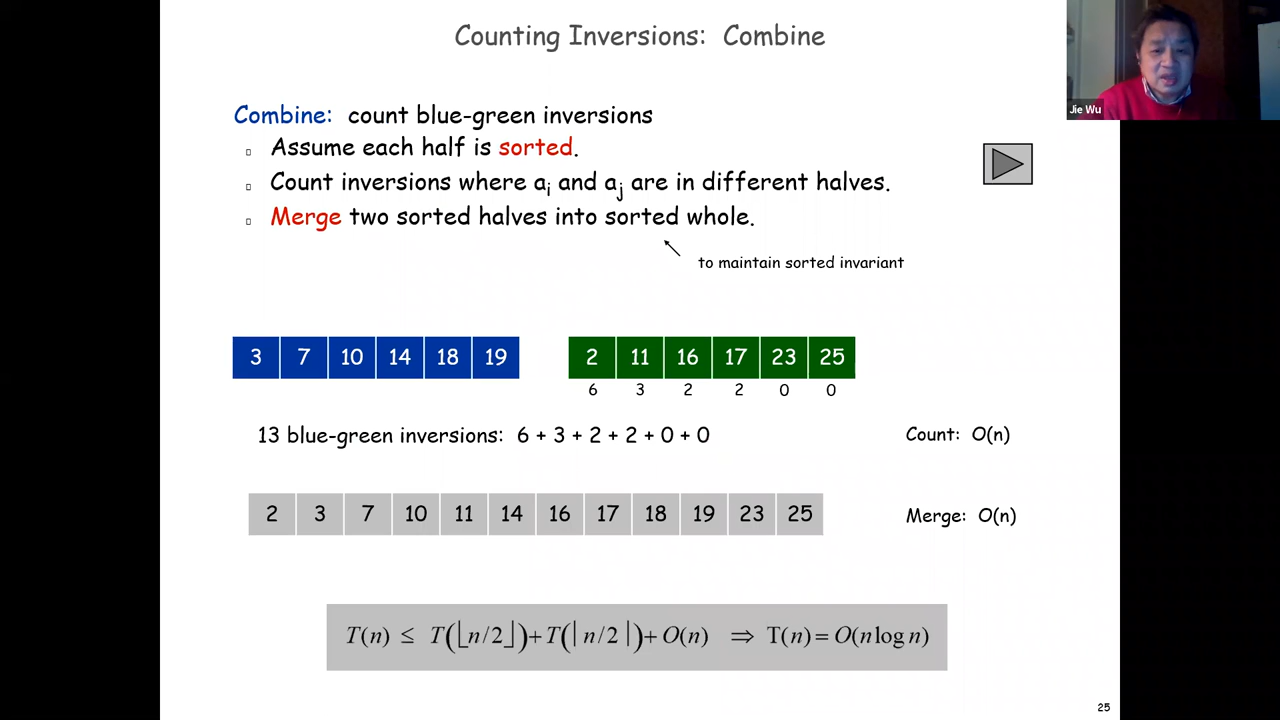 Counting Inversions: Combine
Jie Wu
Combine: count blue-green inversions
Assume each half is sorted.
Count inversions where ai and aj are in different halves.
Merge two sorted halves into sorted whole.
to maintain sorted invariant
3 7 10 14 18 19 2 11 16 17 23 25
6 3 2 2 0 0
13 blue-green inversions: 6 + 3 + 2 + 2 + 0 + 0 Count: O(n)
2 3 7 10 11 14 16 17 18 19 23 25 Merge: O(n)
T(n) ≤ T(⌊n/2⌋)+T(| n/2 |)+O(n) ⇒ T(n) = O(n log n)
25